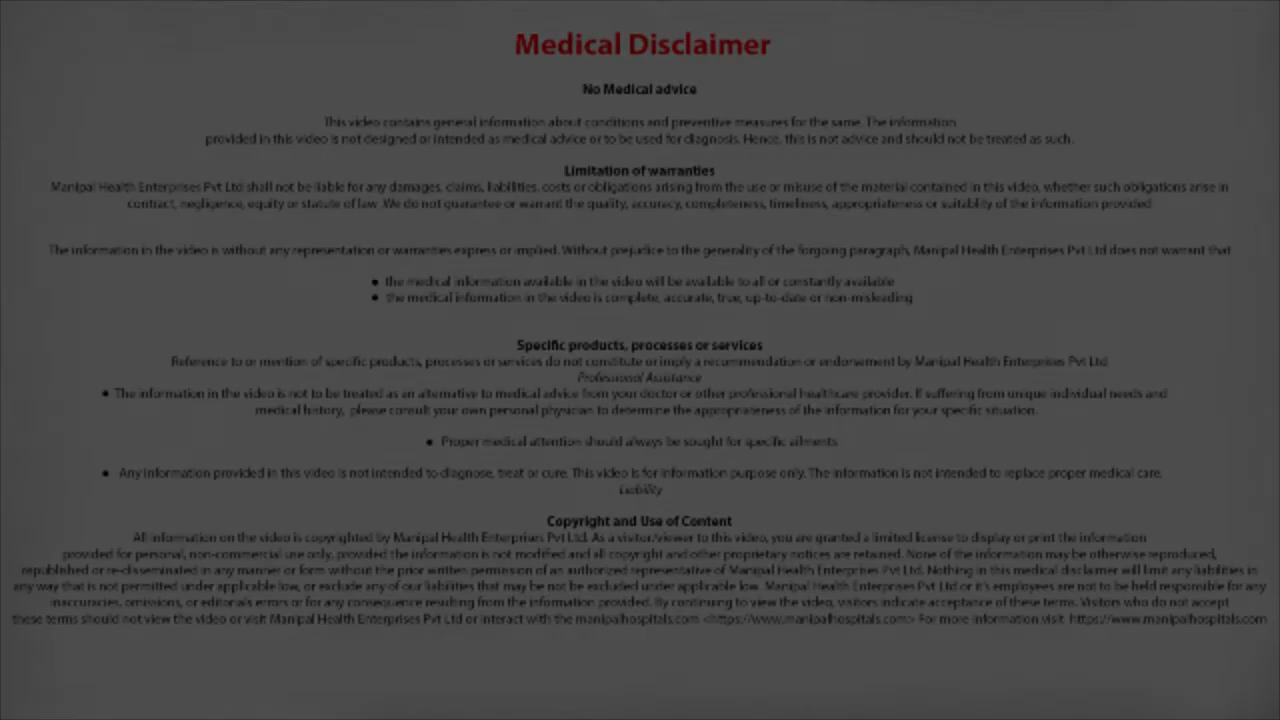 Medical Disclaimer
No Medical advice
This video contains general information about conditions and preventive measures for the same. The information
provided in this video is not designed or intended as medical advice or to be used for diagnosis. Hence, this is not advice and should not be treated as such.
Limitation of warranties
Manipal Health Enterprises Pvt Ltd shall not be liable for any damages, claims, liabilities, costs or obligations arising from the use or misuse of the material contained in this video, whether such obligations arise in
contract, negligence, equity or statute of law .We do not guarantee or warrant the quality, accuracy, completeness, timeliness, appropriateness or suitablity of the information provided
The information in the video is without any representation or warranties express or implied. Without prejudice to the generality of the forgoing paragraph, Manipal Health Enterprises Pvt Ltd does not warrant that
• the medical information available in the video will be available to all or constantly available
• the medical information in the video is complete, accurate, true, up-to-date or non-misleading
Specific products, processes or services
Reference to or mention of specific products, processes or services do not constitute or imply a recommendation or endorsement by Manipal Health Enterprises Pvt Ltd
Professional Assistance
• The information in the video is not to be treated as an alternative to medical advice from your doctor or other professional healthcare provider. If suffering from unique individual needs and
medical history, please consult your own personal physician to determine the appropriateness of the information for your specific situation.
• Proper medical attention should always be sought for specific ailments
• Any information provided in this video is not intended to diagnose, treat or cure. This video is for information purpose only. The information is not intended to replace proper medical care.
Liability
Copyright and Use of Content
All information on the video is copyrighted by Manipal Health Enterprises Pvt Ltd. As a visitor/viewer to this video, you are granted a limited license to display or print the information
provided for personal, non-commercial use only, provided the information is not modified and all copyright and other proprietary notices are retained. None of the information may be otherwise reproduced,
republished or re-disseminated in any manner or form without the prior written permission of an authorized representative of Manipal Health Enterprises Pvt Ltd. Nothing in this medical disclaimer will limit any liabilities in
any way that is not permitted under applicable low, or exclude any of our liabilities that may be not be excluded under applicable low. Manipal Health Enterprises Pvt Ltd or it's employees are not to be held responsible for any
inaccuracies, omissions, or editorials errors or for any consequence resulting from the information provided. By continuing to view the video, visitors indicate acceptance of these terms. Visitors who do not accept
these terms should not view the video or visit Manipal Health Enterprises Pvt Ltd or interact with the manipalhospitals.com <https://www.manipalhospitals.com> For more information visit https://www.manipalhospitals.com